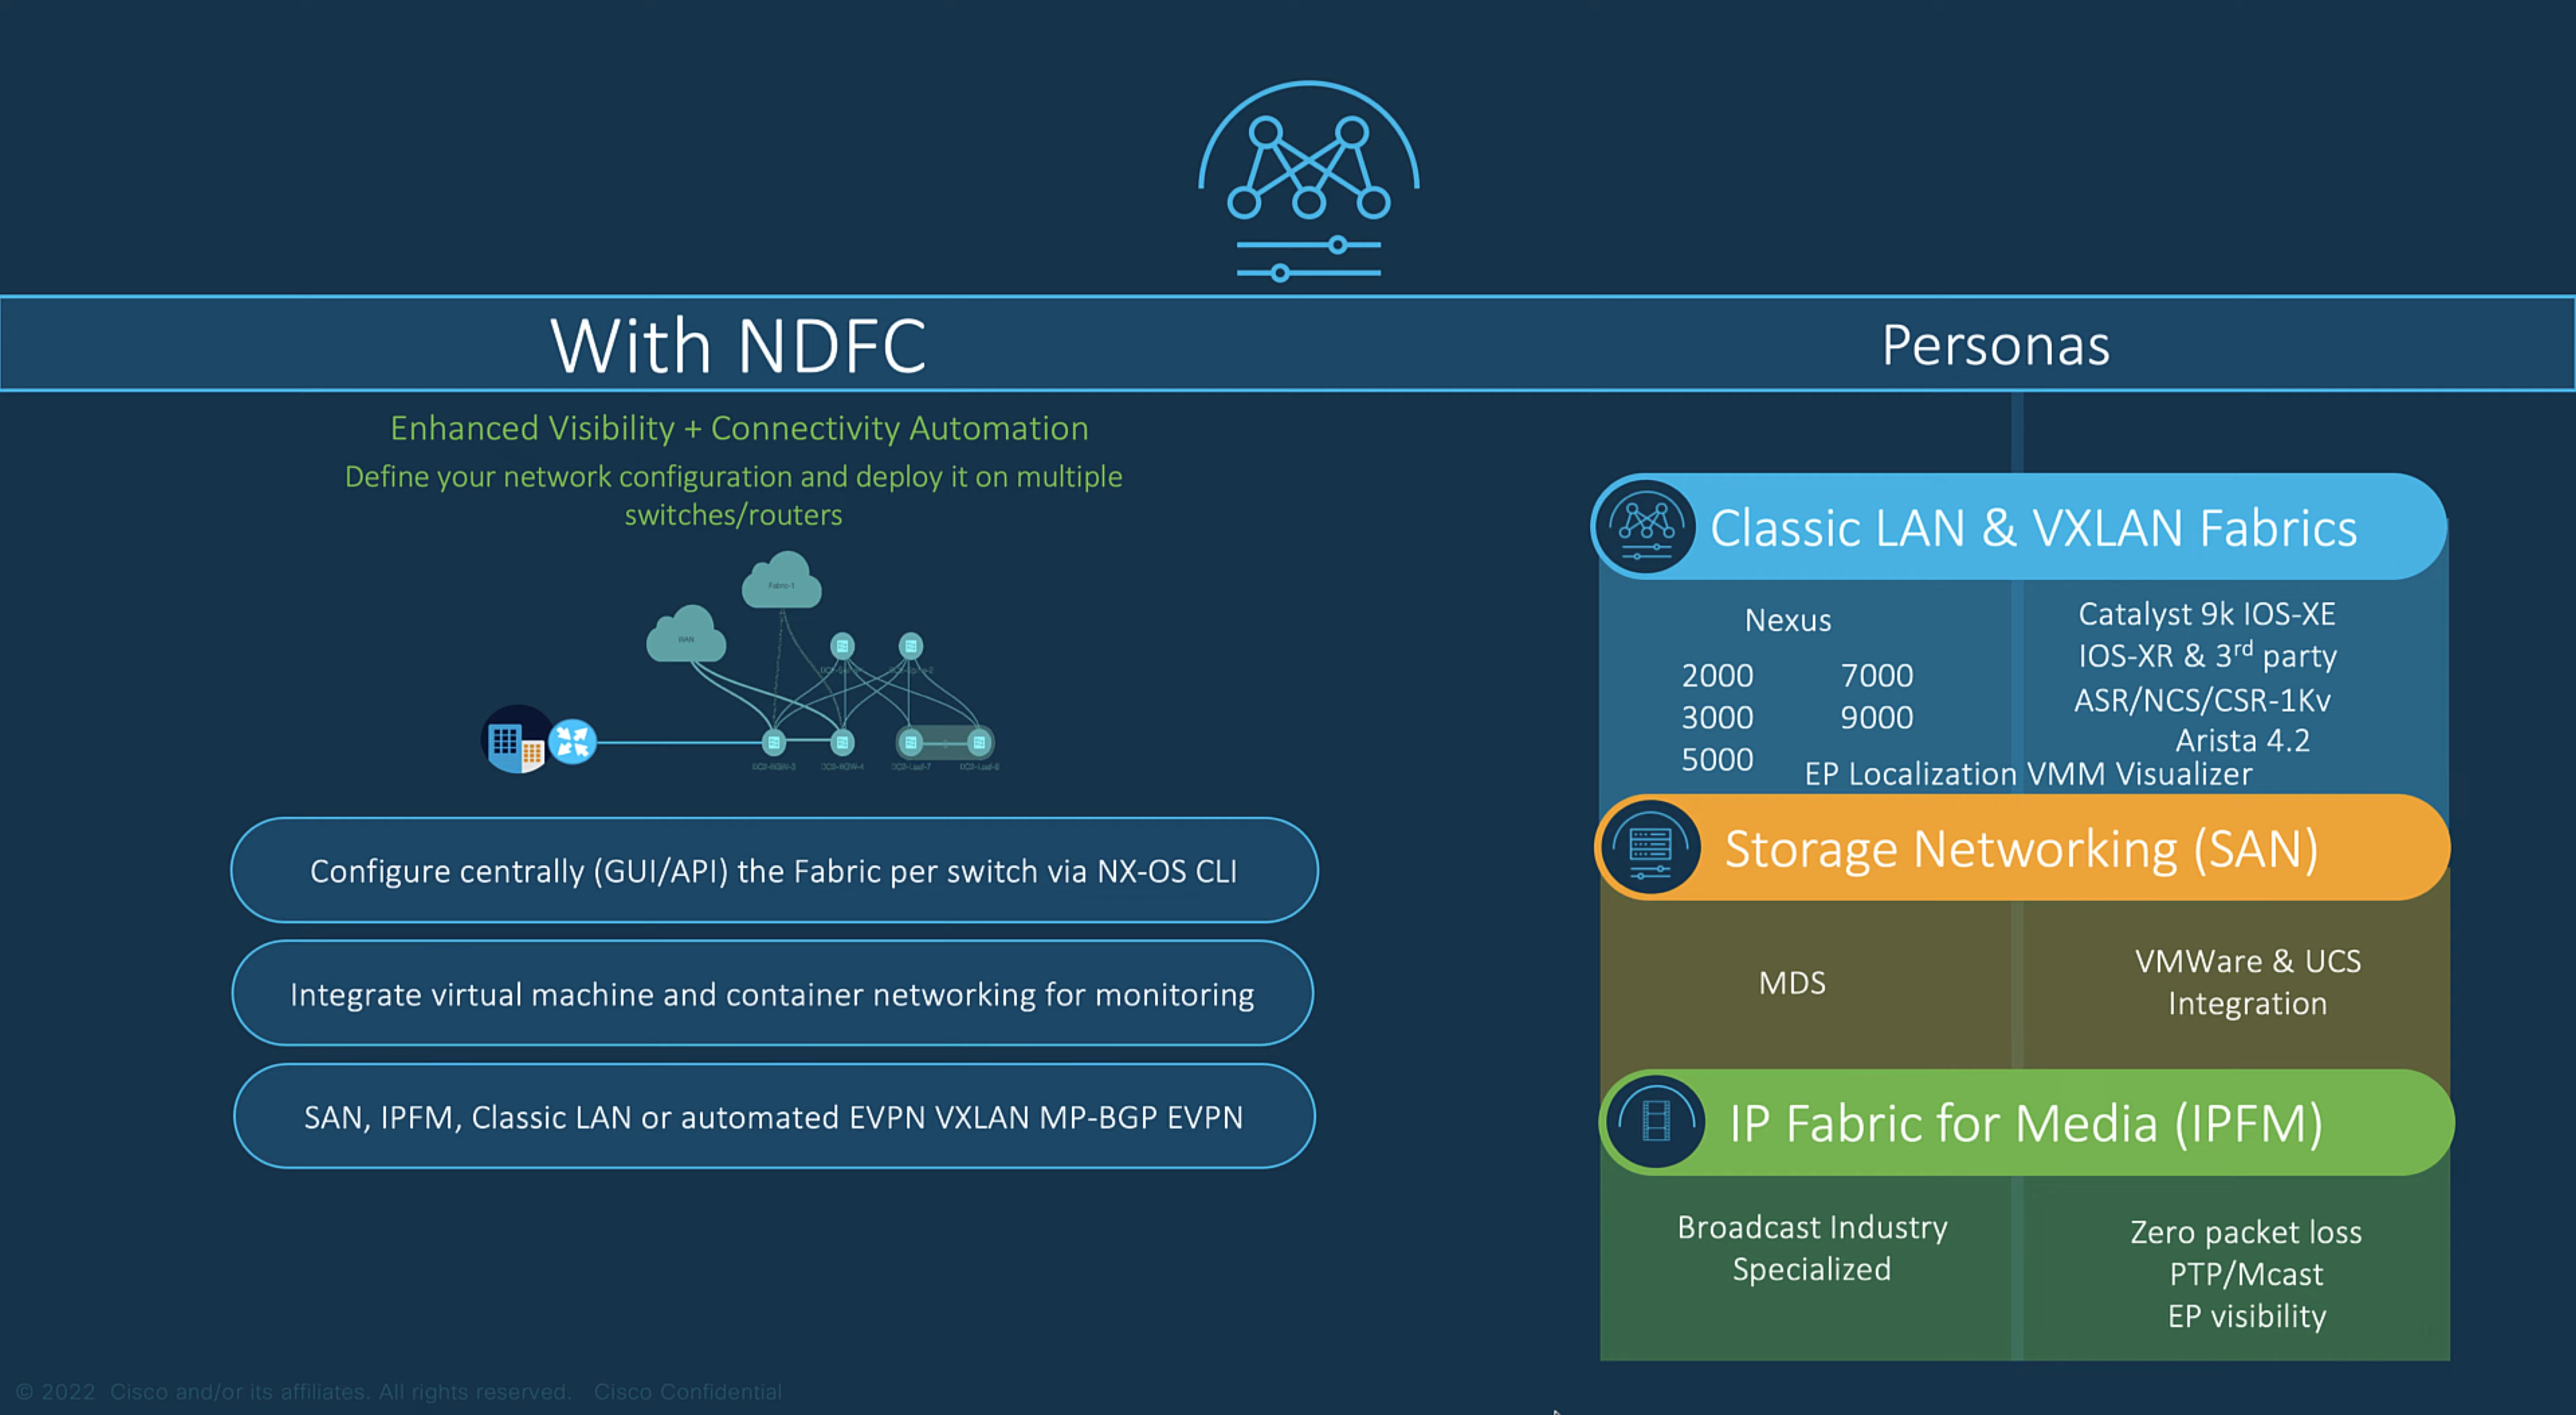 With NDFC
Personas
Enhanced Visibility + Connectivity Automation
Define your network configuration and deploy it on multiple
switches/routers
Fabric-1
WAN
Configure centrally (GUI/API) the Fabric per switch via NX-OS CLI
Integrate virtual machine and container networking for monitoring
SAN, IPFM, Classic LAN or automated EVPN VXLAN MP-BGP EVPN
Classic LAN & VXLAN Fabrics
Nexus
2000 7000
3000 9000
5000
Catalyst 9k IOS-XE
IOS-XR & 3rd party
ASR/NCS/CSR-1Kv
Arista 4.2
EP Localization VMM Visualizer
Storage Networking (SAN)
MDS
VMWare & UCS
Integration
IP Fabric for Media (IPFM)
Broadcast Industry
Specialized
Zero packet loss
PTP/Mcast
EP visibility
© 2022 Cisco and/or its affiliates. All rights reserved. Cisco Confidential